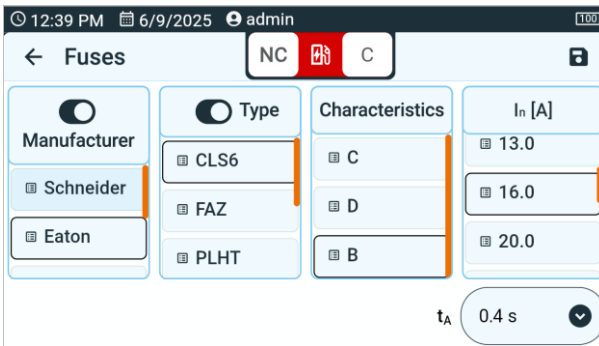 12:39 PM 6/9/2025 admin 100
Fuses NC C
Manufacturer
Schneider
Eaton
Type
CLS6
FAZ
PLHT
Characteristics
C
D
B
In [A]
13.0
16.0
20.0
tA 0.4 s